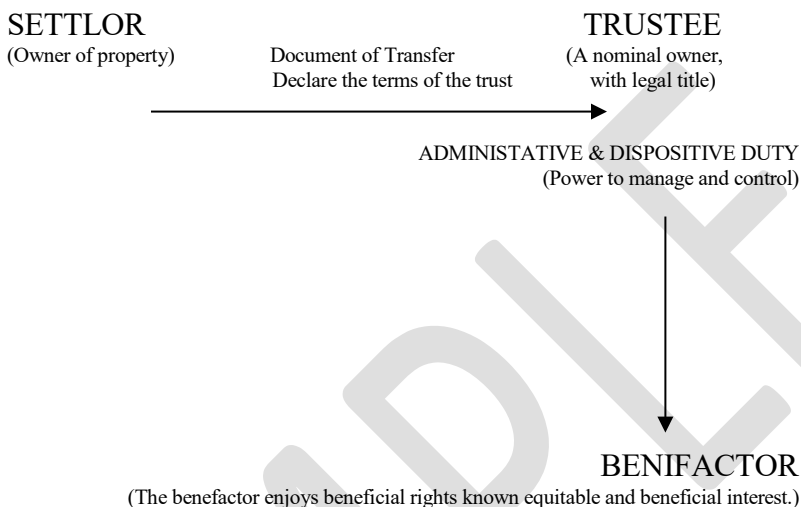 SETTLOR
(Owner of property)
Document of Transfer
Declare the terms of the trust
TRUSTEE
(A nominal owner,
with legal title)
ADMINISTATIVE & DISPOSITIVE DUTY
(Power to manage and control)
BENIFACTOR
(The benefactor enjoys beneficial rights known equitable and beneficial interest.)